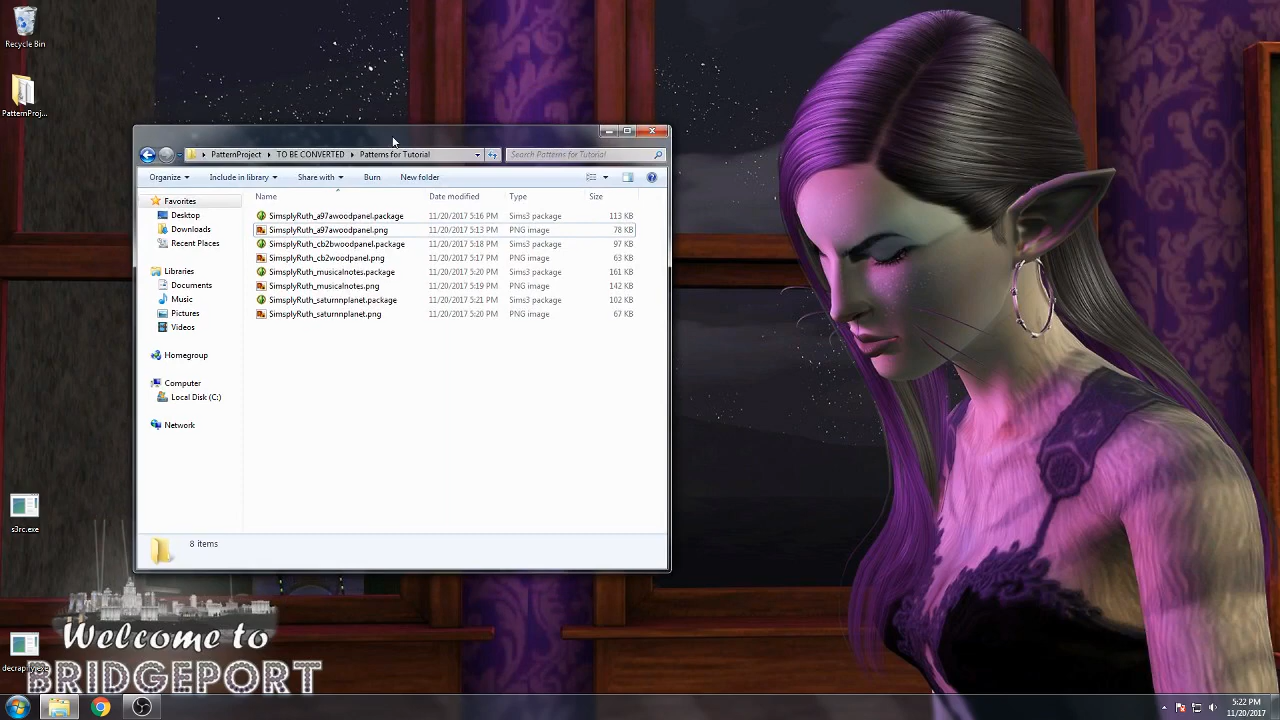 Recycle Bin
PatternProj...
PatternProject TO BE CONVERTED Patterns for Tutorial Search Patterns for Tutorial
Organize Include in library Share with Burn New folder
Name Date modified Type Size
Favorites
Desktop
Downloads
Recent Places
Libraries
Documents
Music
Pictures
Videos
Homegroup
Computer
Local Disk (C:)
Network
SimsplyRuth_a97awoodpanel.package 11/20/2017 5:16 PM Sims3 package 113 KB
SimsplyRuth_a97awoodpanel.png 11/20/2017 5:13 PM PNG image 78 KB
SimsplyRuth_cb2bwoodpanel.package 11/20/2017 5:18 PM Sims3 package 97 KB
SimsplyRuth_cb2woodpanel.png 11/20/2017 5:17 PM PNG image 63 KB
SimsplyRuth_musicalnotes.package 11/20/2017 5:20 PM Sims3 package 161 KB
SimsplyRuth_musicalnotes.png 11/20/2017 5:19 PM PNG image 142 KB
SimsplyRuth_saturnnplanet.package 11/20/2017 5:21 PM Sims3 package 102 KB
SimsplyRuth_saturnnplanet.png 11/20/2017 5:20 PM PNG image 67 KB
8 items
s3rc.exe
Welcome to
BRIDGEPORT
5:22 PM
11/20/2017